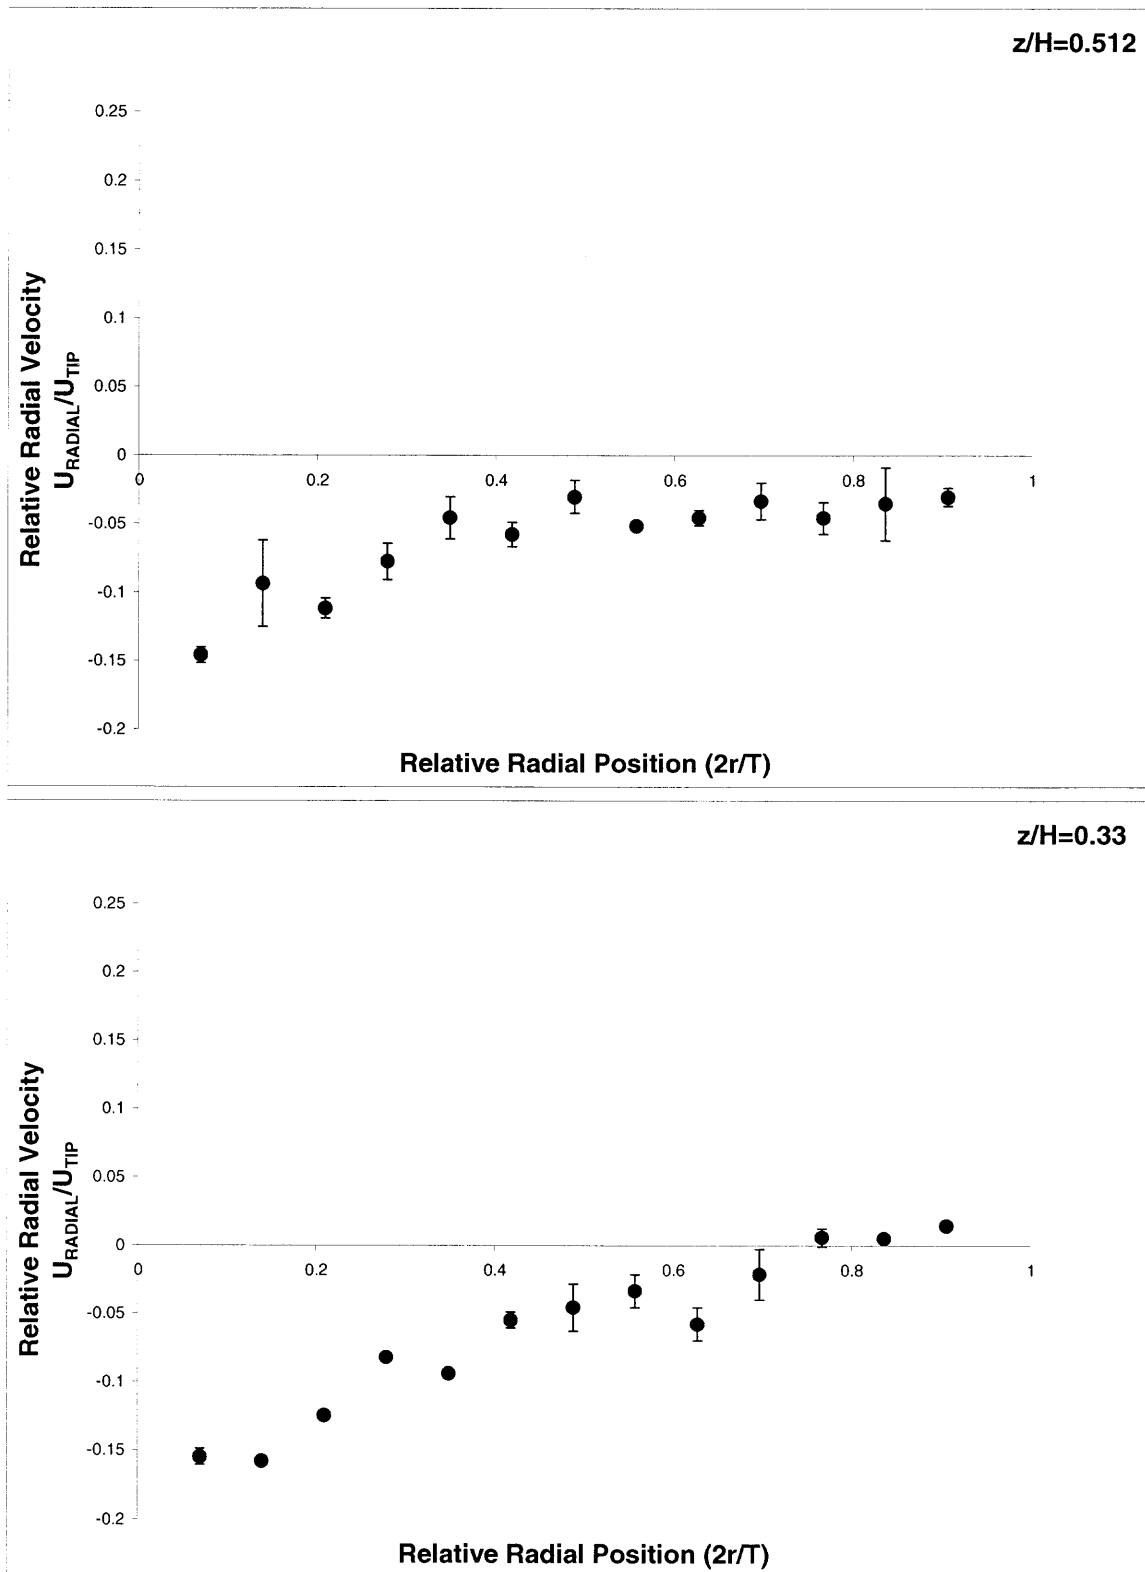 z/H=0.512
0.25
0.2
0.15
0.1
0.05
0
-0.05
-0.1
-0.15
-0.2
0 0.2 0.4 0.6 0.8 1
Relative Radial Velocity
U_RADIAL/U_TIP
Relative Radial Position (2r/T)
z/H=0.33
0.25
0.2
0.15
0.1
0.05
0
-0.05
-0.1
-0.15
-0.2
0 0.2 0.4 0.6 0.8 1
Relative Radial Velocity
U_RADIAL/U_TIP
Relative Radial Position (2r/T)